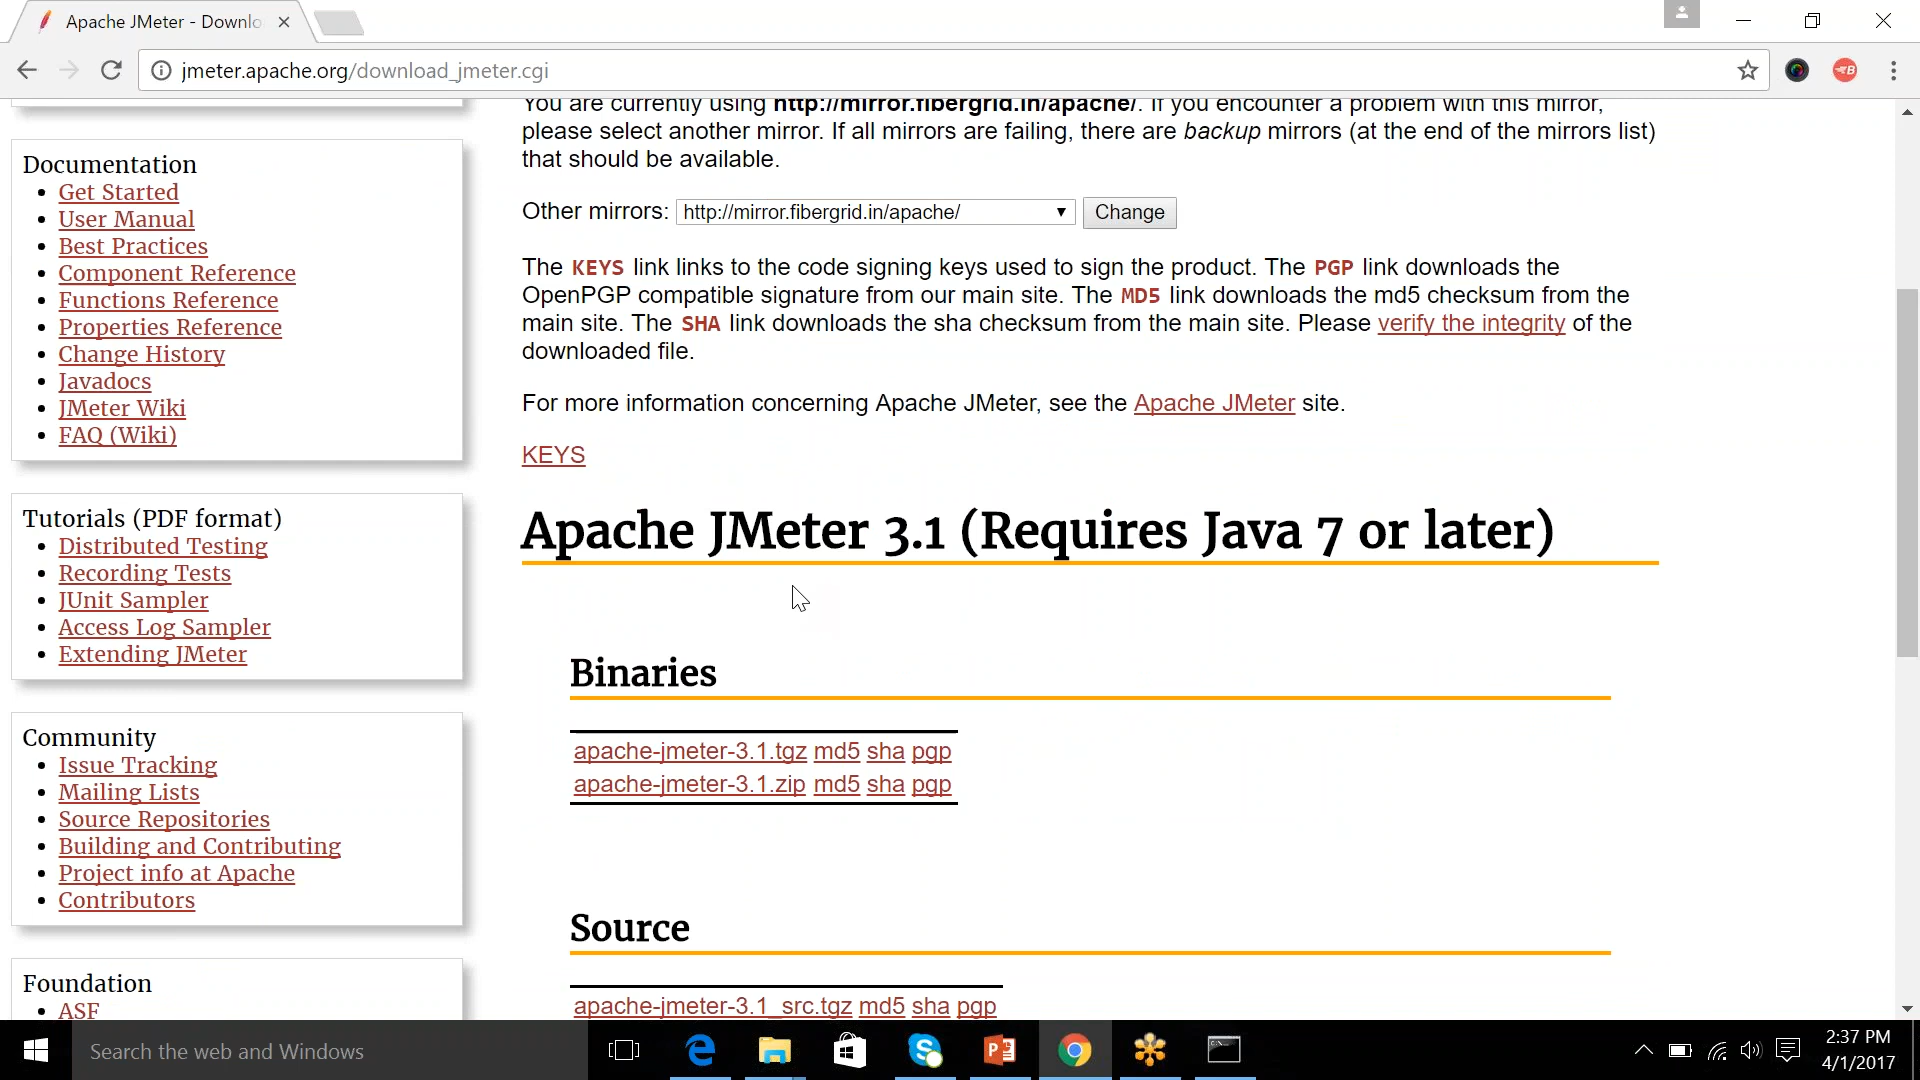 Apache JMeter - Downlo
jmeter.apache.org/download_jmeter.cgi
Documentation
Get Started
User Manual
Best Practices
Component Reference
Functions Reference
Properties Reference
Change History
Javadocs
JMeter Wiki
FAQ (Wiki)
Tutorials (PDF format)
Distributed Testing
Recording Tests
JUnit Sampler
Access Log Sampler
Extending JMeter
Community
Issue Tracking
Mailing Lists
Source Repositories
Building and Contributing
Project info at Apache
Contributors
Foundation
ASF
You are currently using http://mirror.fibergrid.in/apache/. If you encounter a problem with this mirror,
please select another mirror. If all mirrors are failing, there are backup mirrors (at the end of the mirrors list)
that should be available.
Other mirrors: http://mirror.fibergrid.in/apache/ Change
The KEYS link links to the code signing keys used to sign the product. The PGP link downloads the
OpenPGP compatible signature from our main site. The MD5 link downloads the md5 checksum from the
main site. The SHA link downloads the sha checksum from the main site. Please verify the integrity of the
downloaded file.
For more information concerning Apache JMeter, see the Apache JMeter site.
KEYS
Apache JMeter 3.1 (Requires Java 7 or later)
Binaries
apache-jmeter-3.1.tgz md5 sha pgp
apache-jmeter-3.1.zip md5 sha pgp
Source
apache-jmeter-3.1_src.tgz md5 sha pgp
Search the web and Windows
2:37 PM
4/1/2017